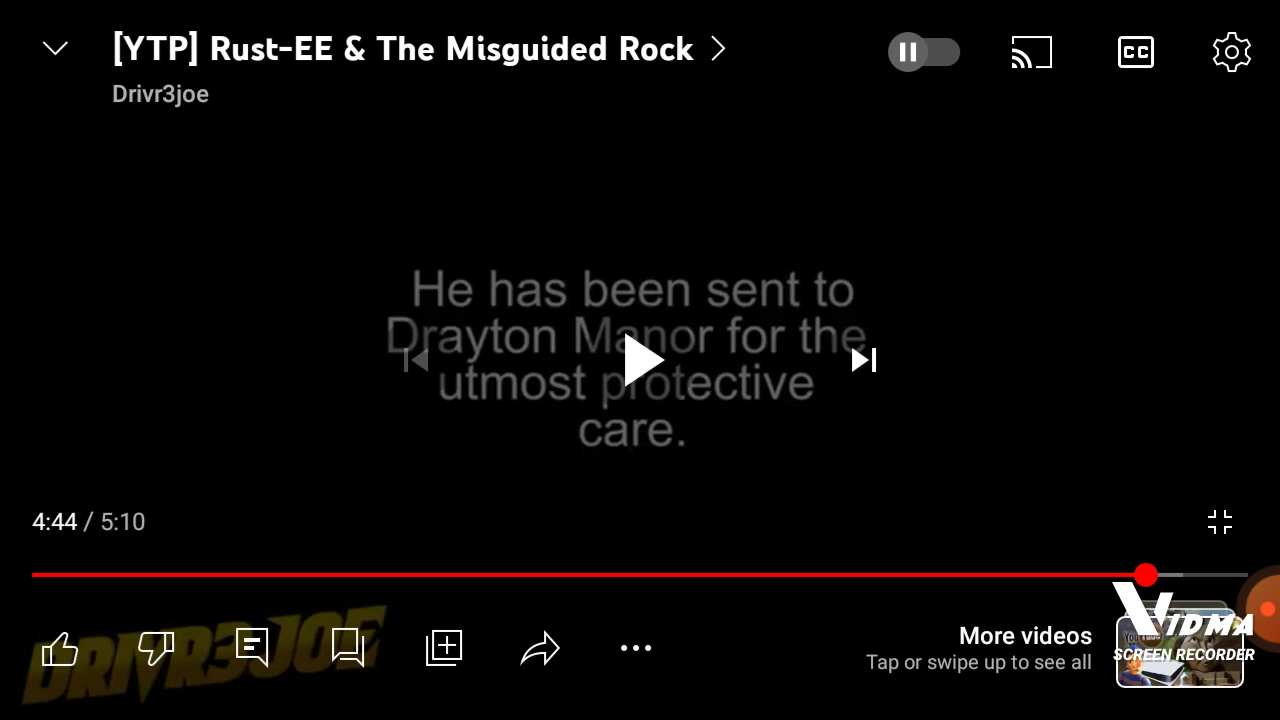 [YTP] Rust-EE & The Misguided Rock
CC
Drivr3joe
He has been sent to
Drayton Manor for the
utmost protective
care.
4:44 / 5:10
DRIVR3JOE
More videos
Tap or swipe up to see all
VIDMA
SCREEN RECORDER